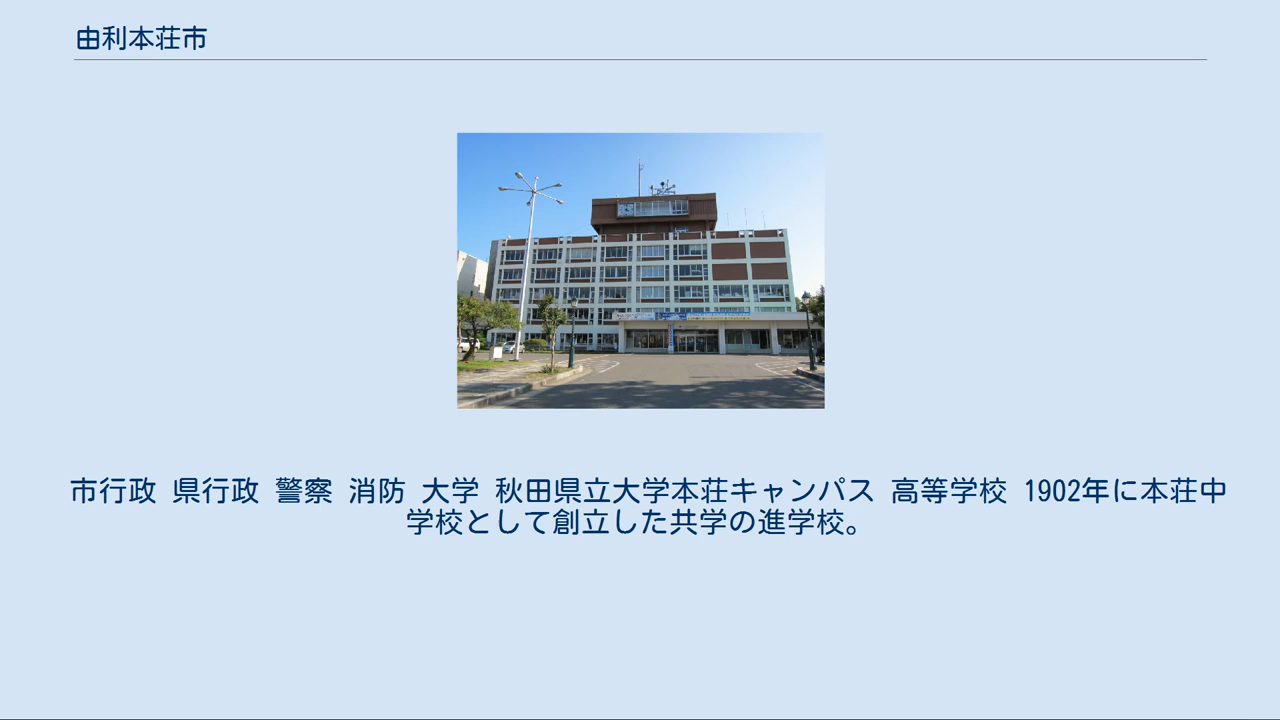 由利本荘市
市行政 県行政 警察 消防 大学 秋田県立大学本荘キャンパス 高等学校 1902年に本荘中
学校として創立した共学の進学校。